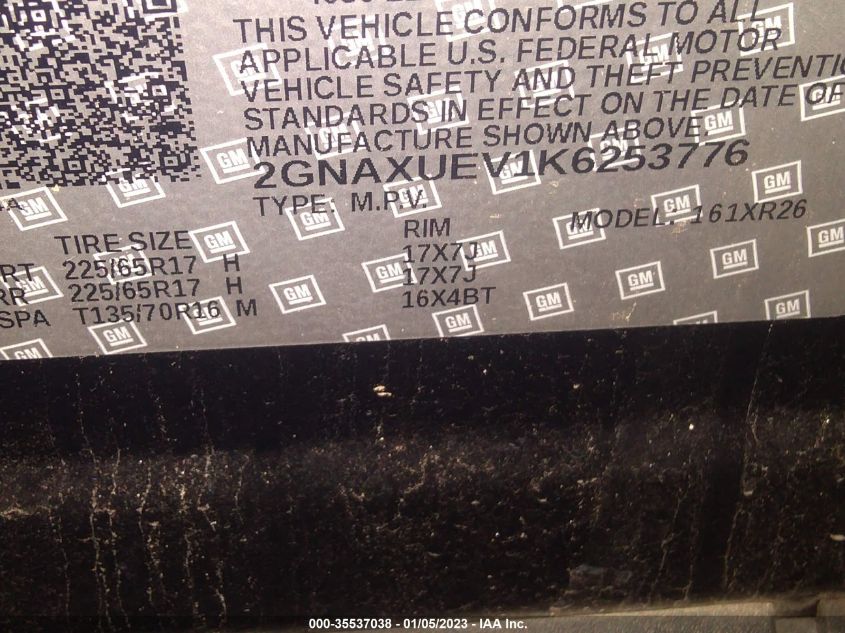 THIS VEHICLE CONFORMS TO ALL
APPLICABLE U.S. FEDERAL MOTOR
VEHICLE SAFETY AND THEFT PREVENTIO
STANDARDS IN EFFECT ON THE DATE OF
MANUFACTURE SHOWN ABOVE.
2GNAXUEV1K6253776
TYPE: M.P.V. MODEL: 161XR26
TIRE SIZE RIM
RT 225/65R17 H 17X7J
RR 225/65R17 H 17X7J
SPA T135/70R16 M 16X4BT
GM
000-35537038 - 01/05/2023 - IAA Inc.